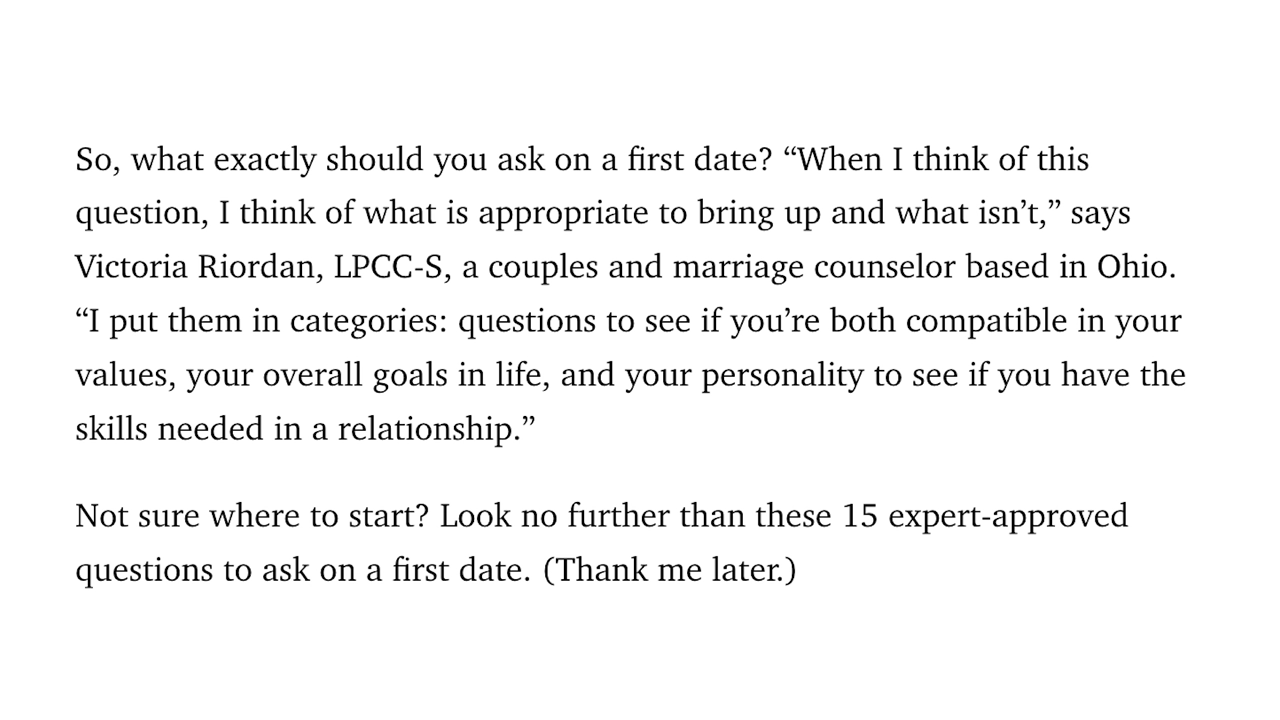 So, what exactly should you ask on a first date? “When I think of this
question, I think of what is appropriate to bring up and what isn’t,” says
Victoria Riordan, LPCC-S, a couples and marriage counselor based in Ohio.
“I put them in categories: questions to see if you’re both compatible in your
values, your overall goals in life, and your personality to see if you have the
skills needed in a relationship.”
Not sure where to start? Look no further than these 15 expert-approved
questions to ask on a first date. (Thank me later.)